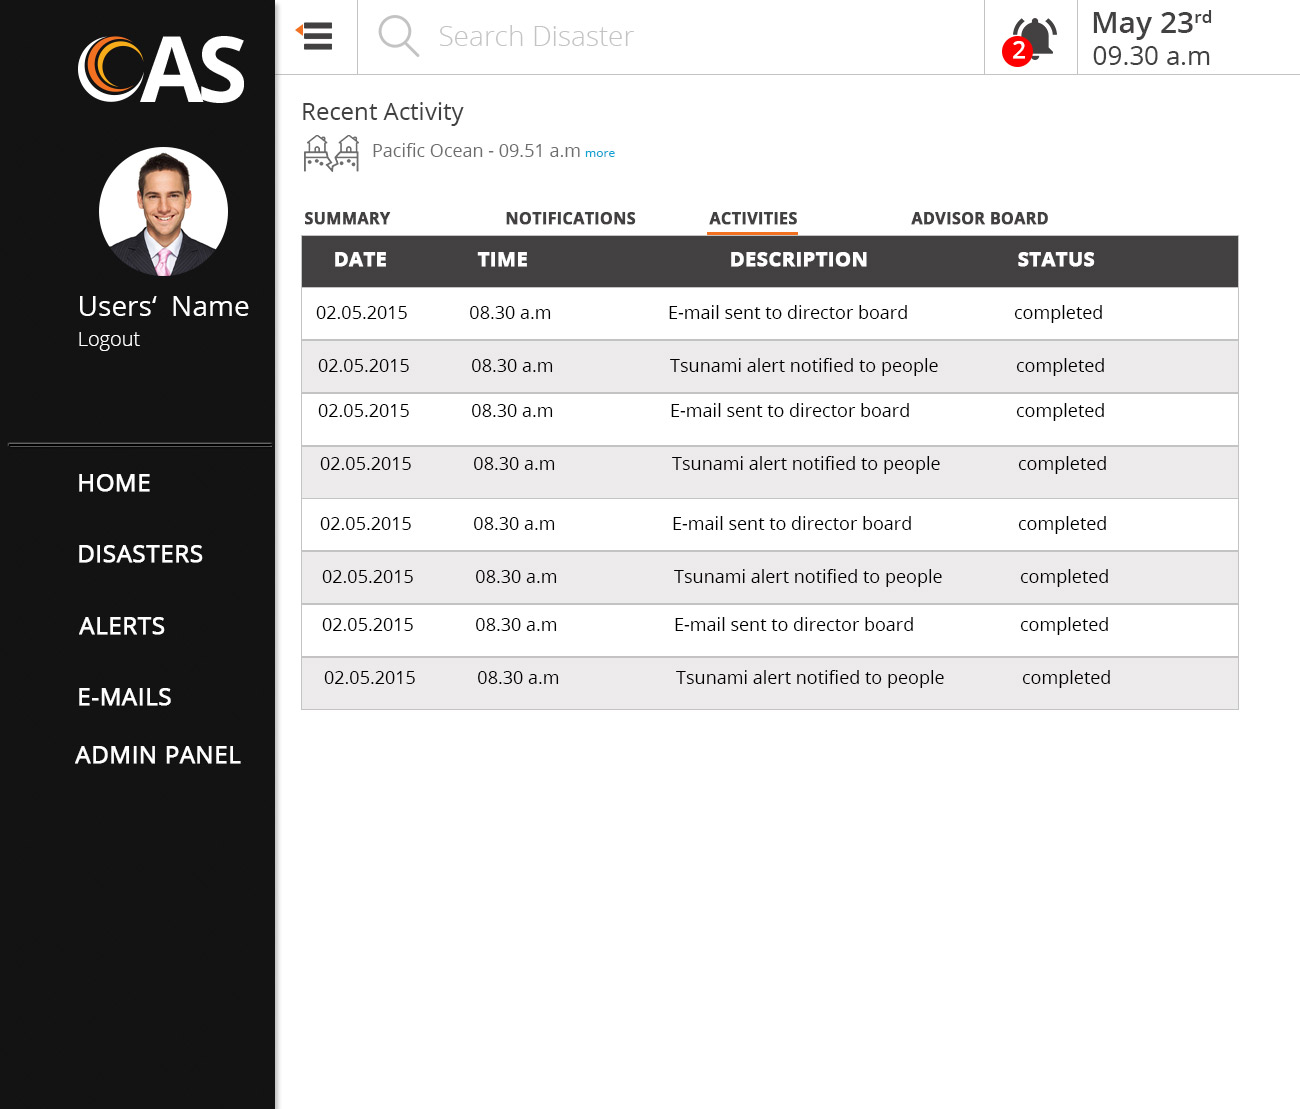 CAS
Users‘ Name
Logout
HOME
DISASTERS
ALERTS
E-MAILS
ADMIN PANEL
Search Disaster
2
May 23rd
09.30 a.m
Recent Activity
Pacific Ocean - 09.51 a.m more
SUMMARY NOTIFICATIONS ACTIVITIES ADVISOR BOARD
DATE TIME DESCRIPTION STATUS
02.05.2015 08.30 a.m E-mail sent to director board completed
02.05.2015 08.30 a.m Tsunami alert notified to people completed
02.05.2015 08.30 a.m E-mail sent to director board completed
02.05.2015 08.30 a.m Tsunami alert notified to people completed
02.05.2015 08.30 a.m E-mail sent to director board completed
02.05.2015 08.30 a.m Tsunami alert notified to people completed
02.05.2015 08.30 a.m E-mail sent to director board completed
02.05.2015 08.30 a.m Tsunami alert notified to people completed